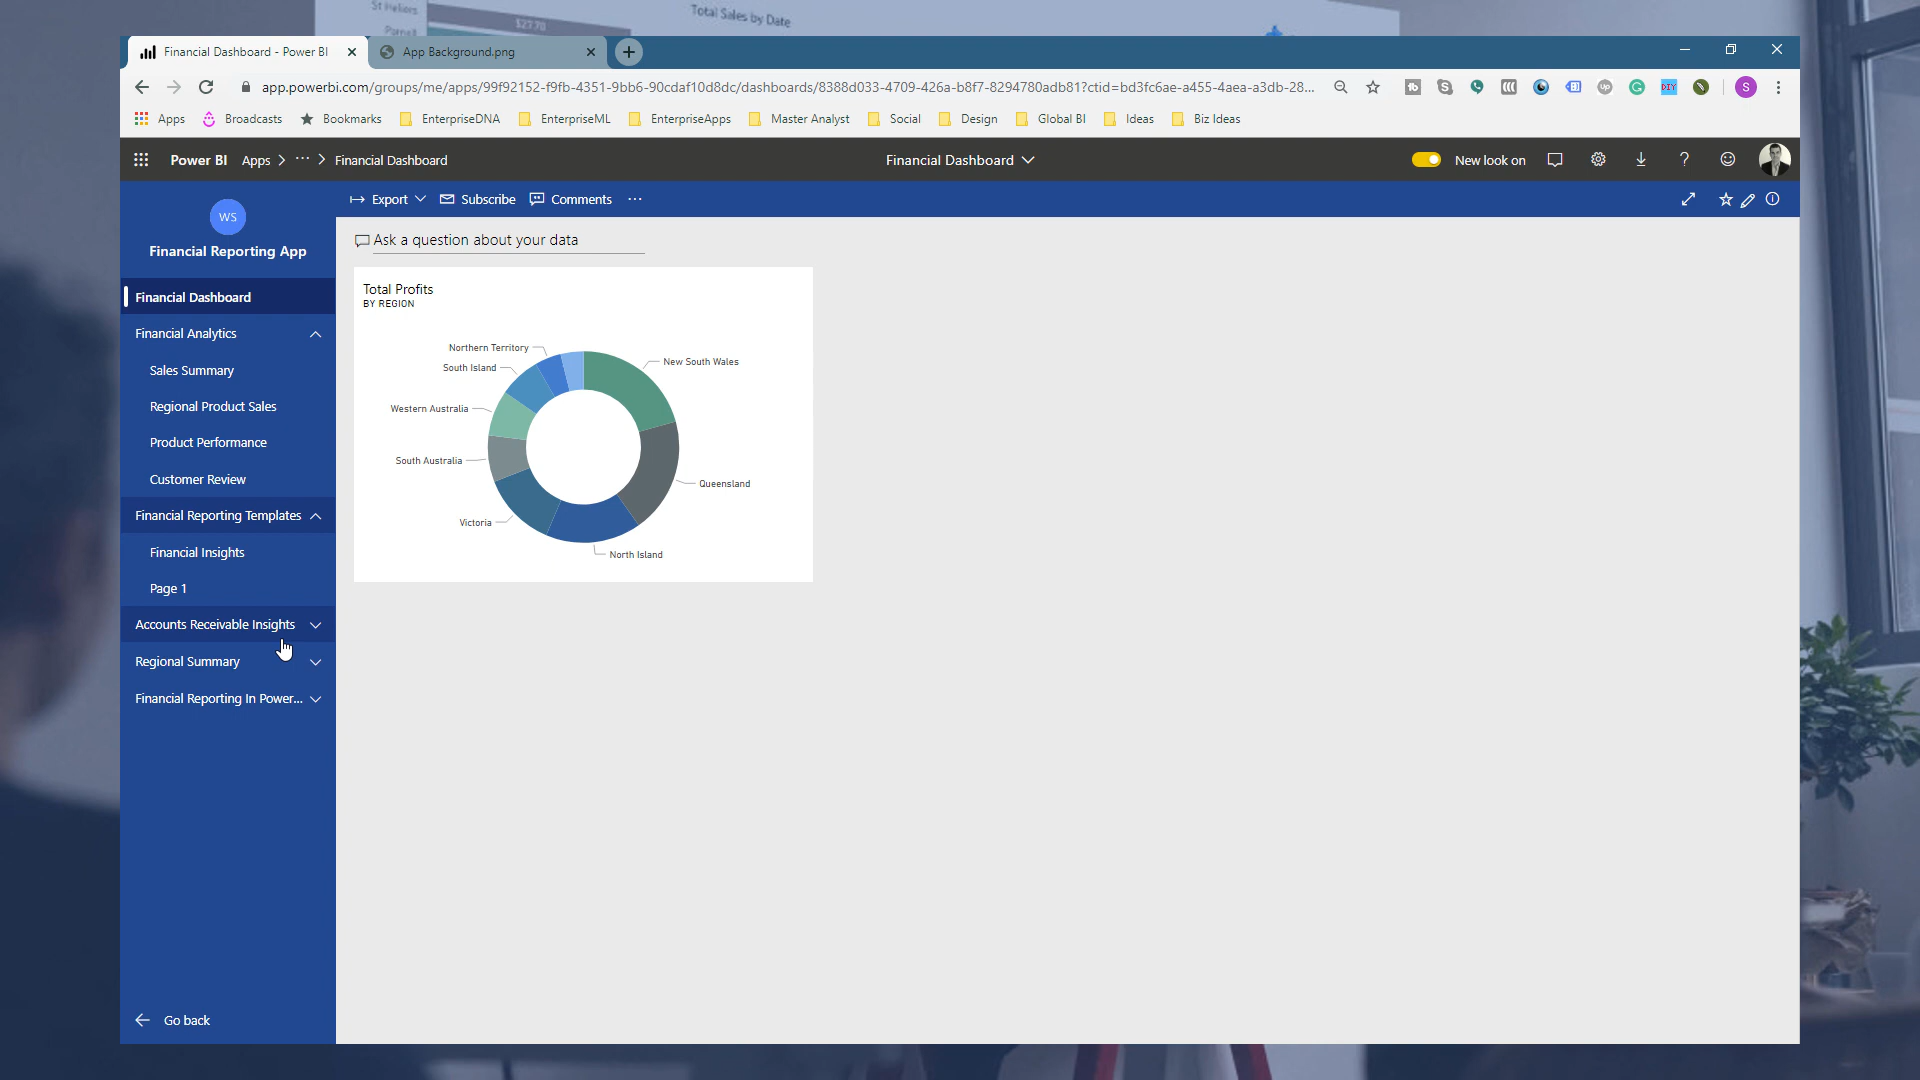 St Heliers
$27.70
Parnell
Total Sales by Date
Financial Dashboard - Power BI
App Background.png
app.powerbi.com/groups/me/apps/99f92152-f9fb-4351-9bb6-90cdaf10d8dc/dashboards/8388d033-4709-426a-b8f7-8294780adb81?ctid=bd3fc6ae-a455-4aea-a3db-28...
S
Apps
Broadcasts
Bookmarks
EnterpriseDNA
EnterpriseML
EnterpriseApps
Master Analyst
Social
Design
Global BI
Ideas
Biz Ideas
Power BI Apps > ... > Financial Dashboard
Financial Dashboard
New look on
WS
Financial Reporting App
Export
Subscribe
Comments
Ask a question about your data
Financial Dashboard
Financial Analytics
Sales Summary
Regional Product Sales
Product Performance
Customer Review
Financial Reporting Templates
Financial Insights
Page 1
Accounts Receivable Insights
Regional Summary
Financial Reporting In Power...
Go back
Total Profits
BY REGION
Northern Territory
South Island
Western Australia
South Australia
Victoria
New South Wales
Queensland
North Island